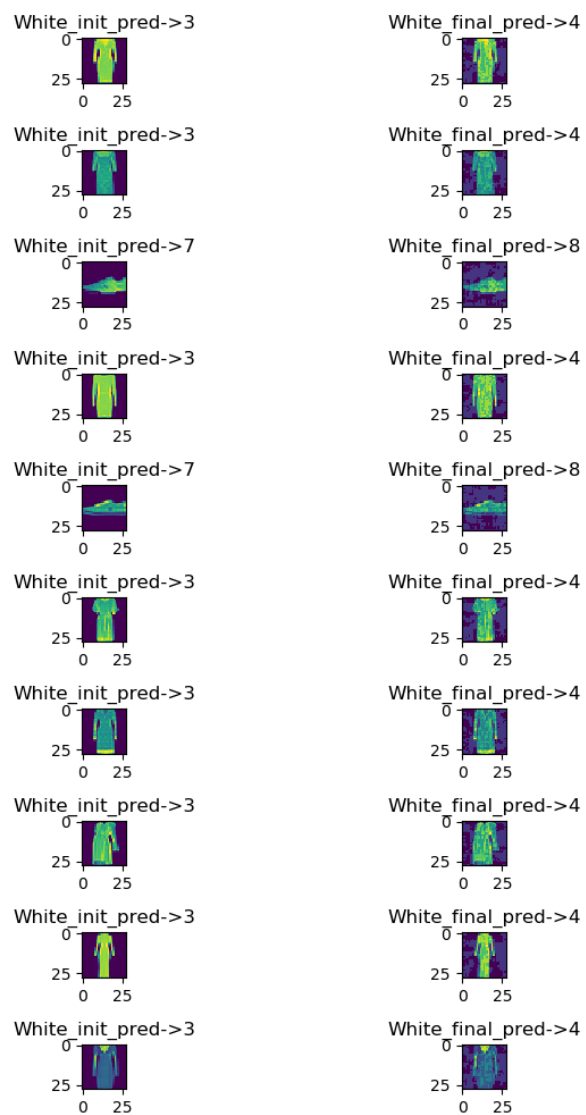 White_init_pred->3 White_final_pred->4
0 0
25 25
0 25 0 25
White_init_pred->3 White_final_pred->4
0 0
25 25
0 25 0 25
White_init_pred->7 White_final_pred->8
0 0
25 25
0 25 0 25
White_init_pred->3 White_final_pred->4
0 0
25 25
0 25 0 25
White_init_pred->7 White_final_pred->8
0 0
25 25
0 25 0 25
White_init_pred->3 White_final_pred->4
0 0
25 25
0 25 0 25
White_init_pred->3 White_final_pred->4
0 0
25 25
0 25 0 25
White_init_pred->3 White_final_pred->4
0 0
25 25
0 25 0 25
White_init_pred->3 White_final_pred->4
0 0
25 25
0 25 0 25
White_init_pred->3 White_final_pred->4
0 0
25 25
0 25 0 25